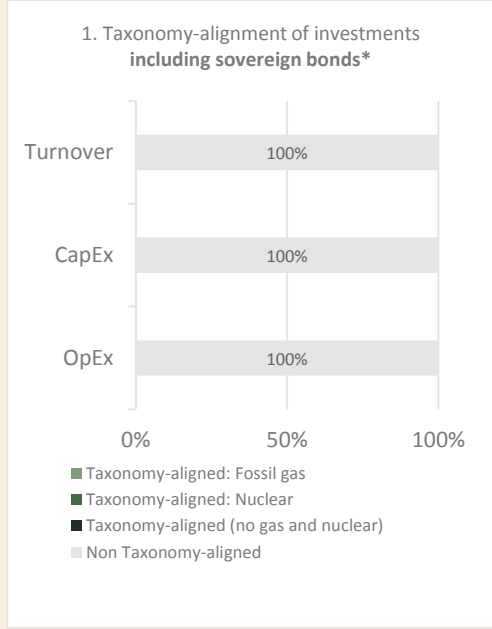 1. Taxonomy-alignment of investments
including sovereign bonds*
Turnover
100%
CapEx
100%
OpEx
100%
0%
50%
100%
Taxonomy-aligned: Fossil gas
Taxonomy-aligned: Nuclear
Taxonomy-aligned (no gas and nuclear)
Non Taxonomy-aligned